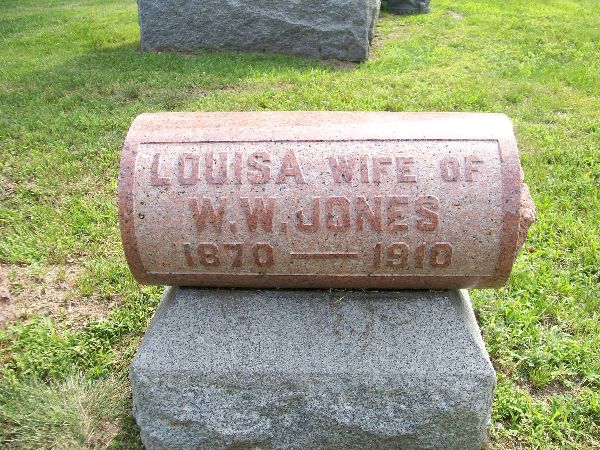 LOUISA WIFE OF
W.W. JONES
1870 — 1910